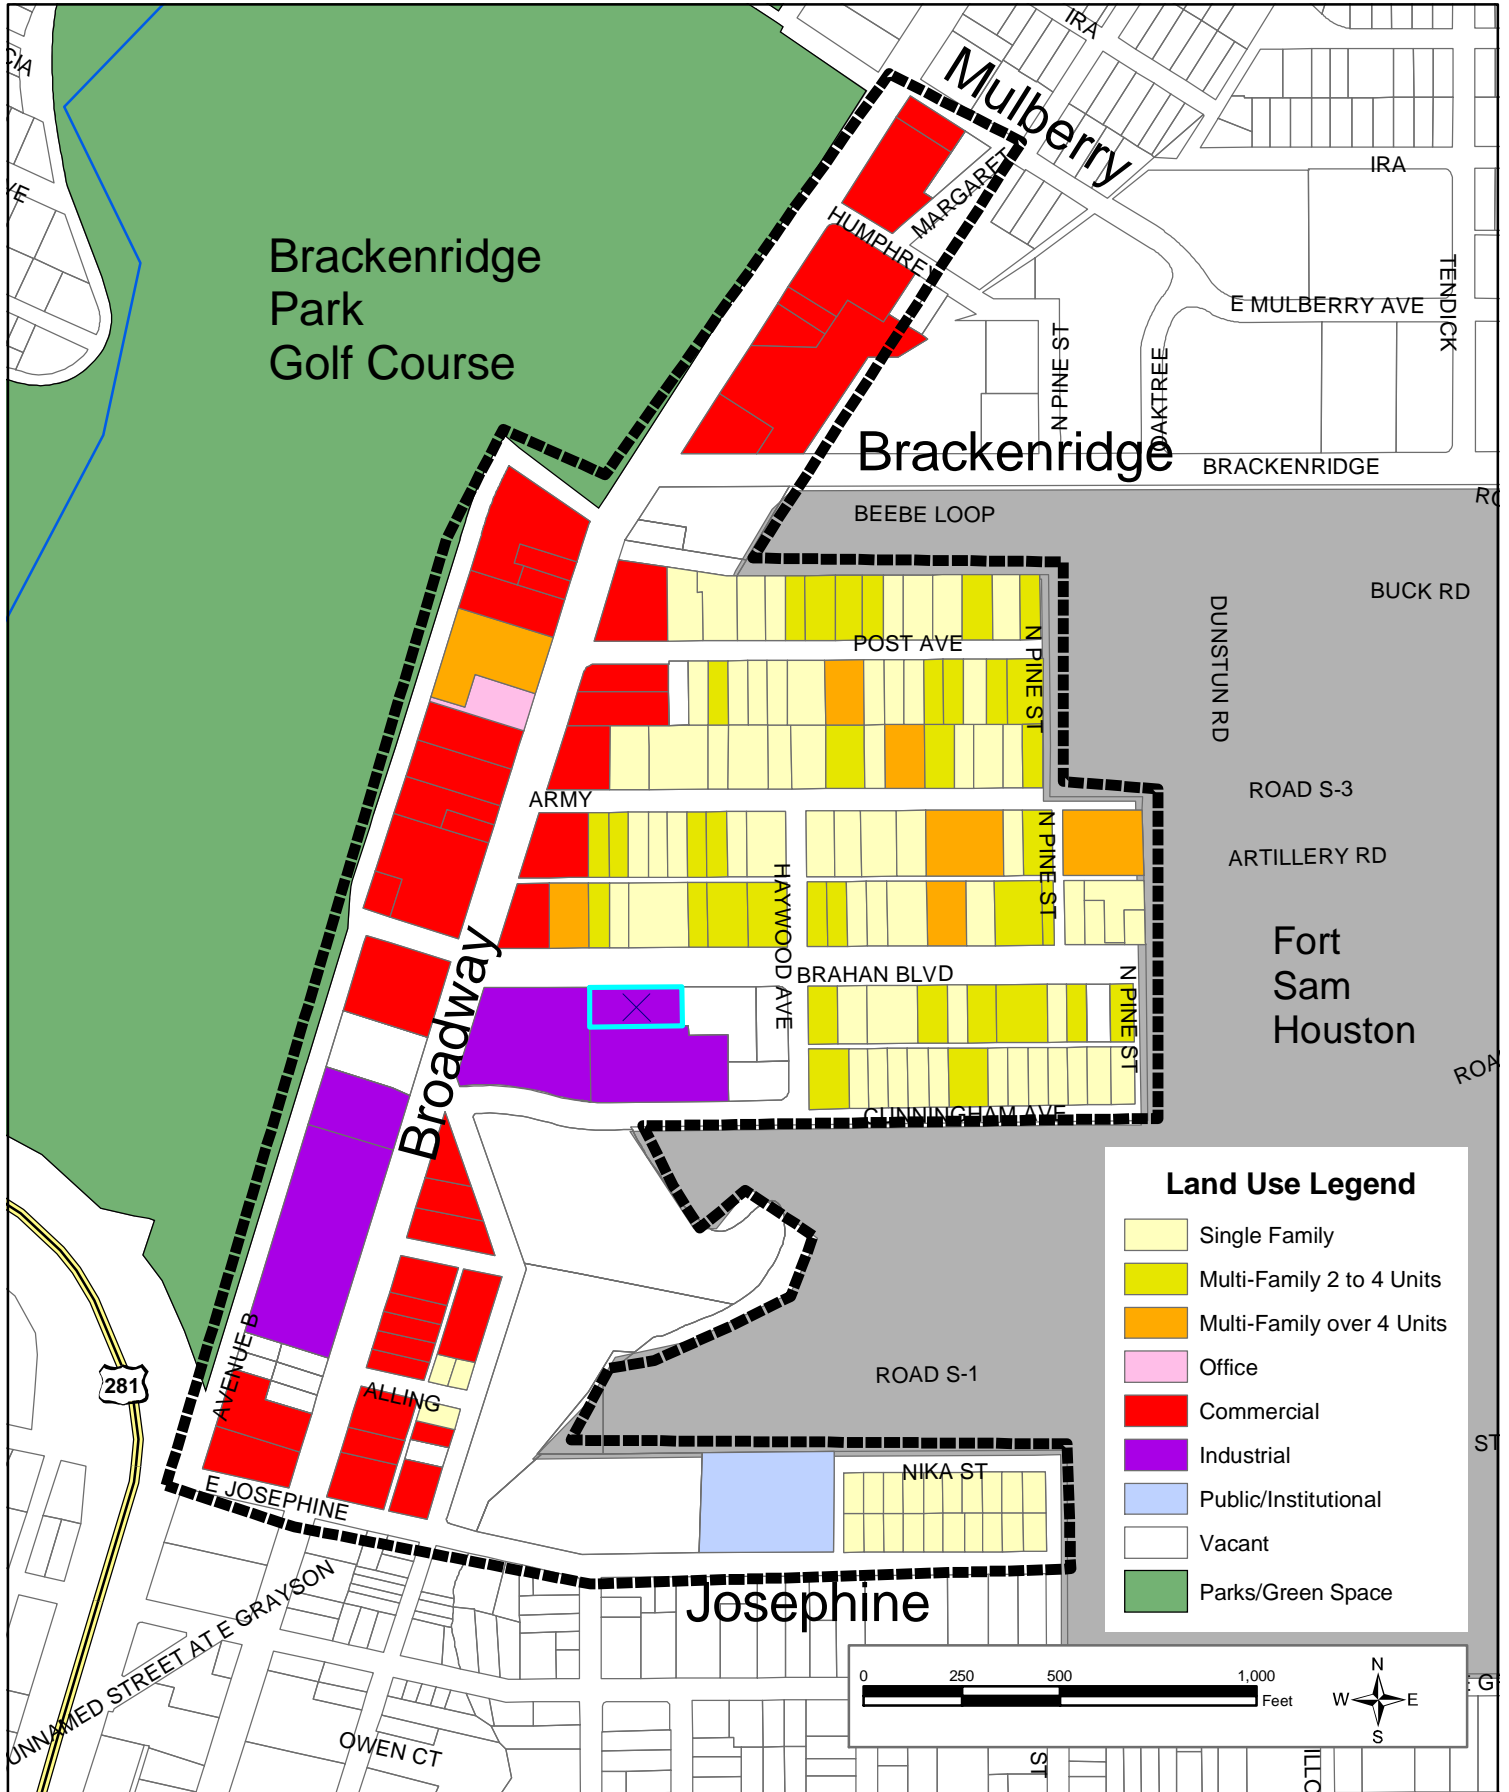 IRA
CIA
Mulberry
IRA
MARGARET
HUMPHREY
Brackenridge
Park
Golf Course
TENDICK
E MULBERRY AVE
N PINE ST
OAKTREE
Brackenridge
BRACKENRIDGE
BEEBE LOOP
BUCK RD
DUNSTUN RD
POST AVE
N PINE ST
ROAD S-3
ARMY
N PINE ST
ARTILLERY RD
HAYWOOD AVE
Broadway
Fort
Sam
Houston
BRAHAN BLVD
N PINE ST
CUNNINGHAM AVE
Land Use Legend
Single Family
Multi-Family 2 to 4 Units
Multi-Family over 4 Units
Office
Commercial
Industrial
Public/Institutional
Vacant
Parks/Green Space
281
AVENUE B
ALLING
ROAD S-1
ST
NIKA ST
E JOSEPHINE
Josephine
UNNAMED STREET AT E GRAYSON
OWEN CT
0 250 500 1,000
Feet
N
W E
S
ST